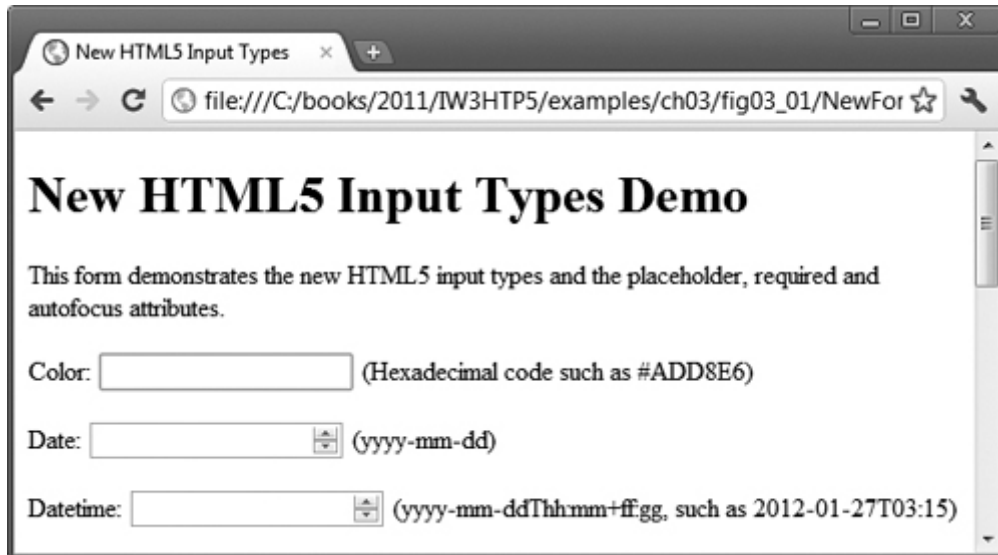 New HTML5 Input Types
file:///C:/books/2011/IW3HTP5/examples/ch03/fig03_01/NewFor
New HTML5 Input Types Demo
This form demonstrates the new HTML5 input types and the placeholder, required and
autofocus attributes.
Color: (Hexadecimal code such as #ADD8E6)
Date: (yyyy-mm-dd)
Datetime: (yyyy-mm-ddThh:mm+ff:gg, such as 2012-01-27T03:15)